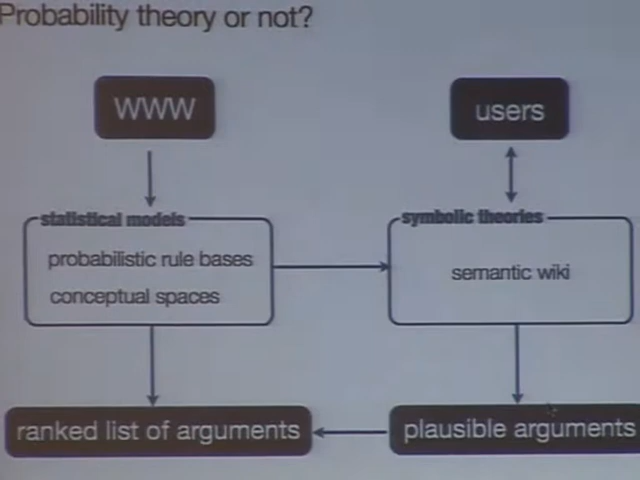 Probability theory or not?
WWW
users
statistical models
symbolic theories
probabilistic rule bases
conceptual spaces
semantic wiki
ranked list of arguments
plausible arguments